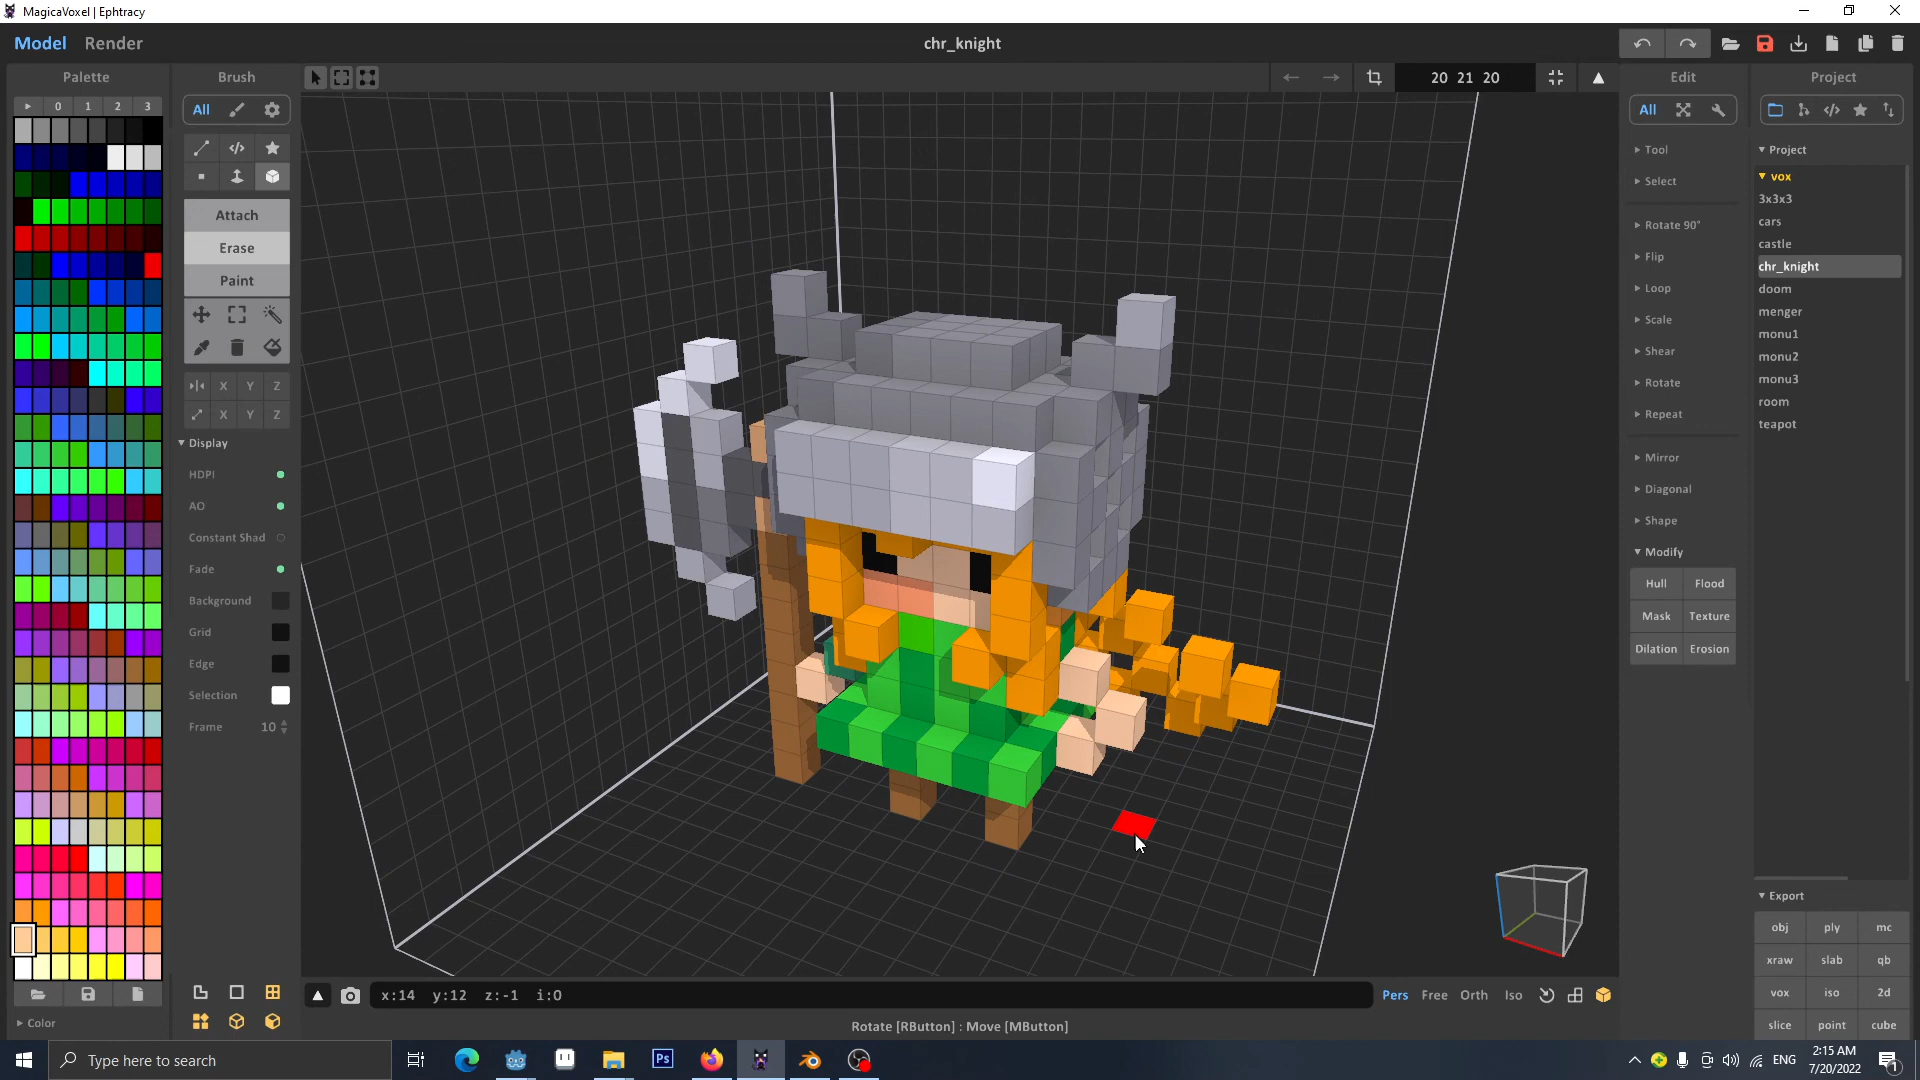 MagicaVoxel | Ephtracy
Model Render
chr_knight
Palette
0 1 2 3
Color
Brush
All
Attach
Erase
Paint
X Y Z
X Y Z
Display
HDPI
AO
Constant Shad
Fade
Background
Grid
Edge
Selection
Frame 10
20 21 20
x:14 y:12 z:-1 i:0
Pers Free Orth Iso
Rotate [RButton] : Move [MButton]
Edit
All
Tool
Select
Rotate 90°
Flip
Loop
Scale
Shear
Rotate
Repeat
Mirror
Diagonal
Shape
Modify
Hull Flood
Mask Texture
Dilation Erosion
Project
Project
vox
3x3x3
cars
castle
chr_knight
doom
menger
monu1
monu2
monu3
room
teapot
Export
obj ply mc
xraw slab qb
vox iso 2d
slice point cube
Type here to search
Ps
ENG
2:15 AM
7/20/2022
1